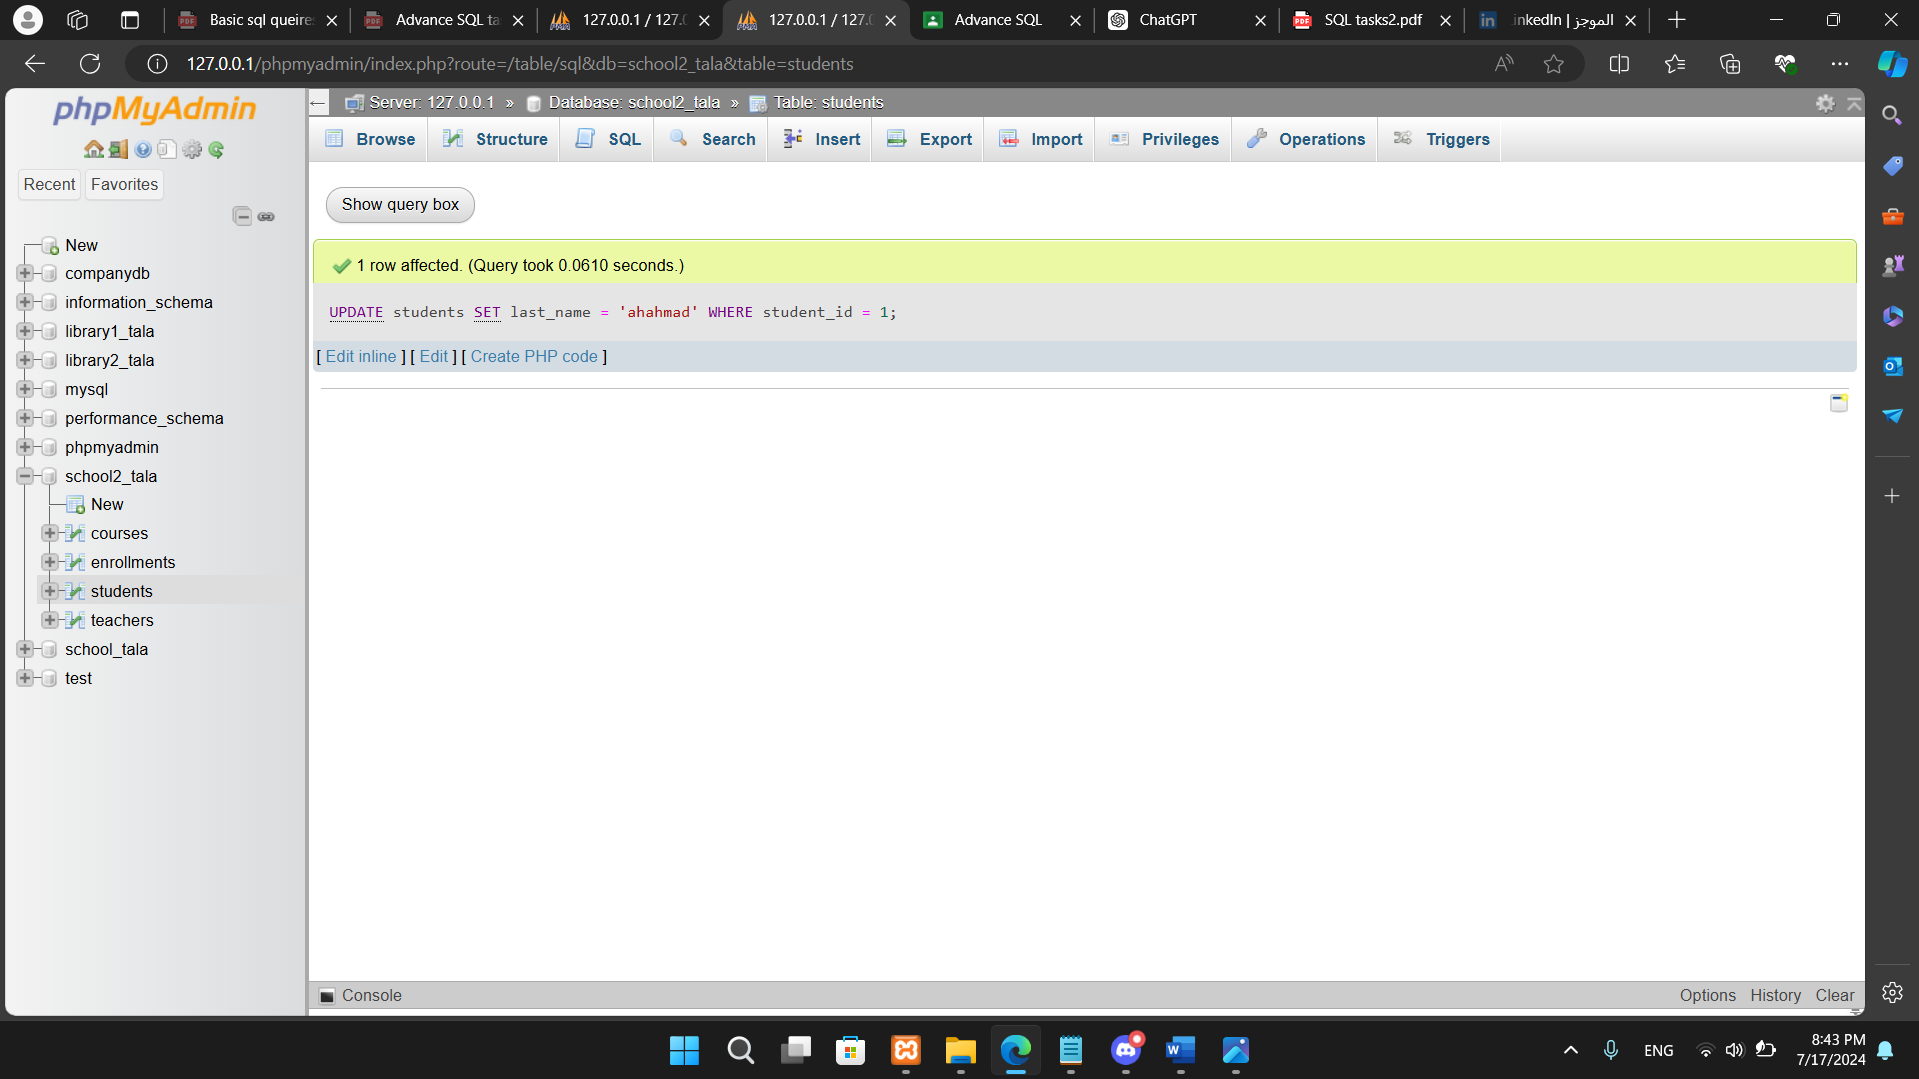 Basic sql queires
Advance SQL ta
127.0.0.1 / 127.0
127.0.0.1 / 127.0
Advance SQL
ChatGPT
SQL tasks2.pdf
inkedIn | الموجز
127.0.0.1/phpmyadmin/index.php?route=/table/sql&db=school2_tala&table=students
phpMyAdmin
Recent
Favorites
New
companydb
information_schema
library1_tala
library2_tala
mysql
performance_schema
phpmyadmin
school2_tala
New
courses
enrollments
students
teachers
school_tala
test
Server: 127.0.0.1 » Database: school2_tala » Table: students
Browse Structure SQL Search Insert Export Import Privileges Operations Triggers
Show query box
1 row affected. (Query took 0.0610 seconds.)
UPDATE students SET last_name = 'ahahmad' WHERE student_id = 1;
[ Edit inline ] [ Edit ] [ Create PHP code ]
Console
Options History Clear
ENG
8:43 PM
7/17/2024